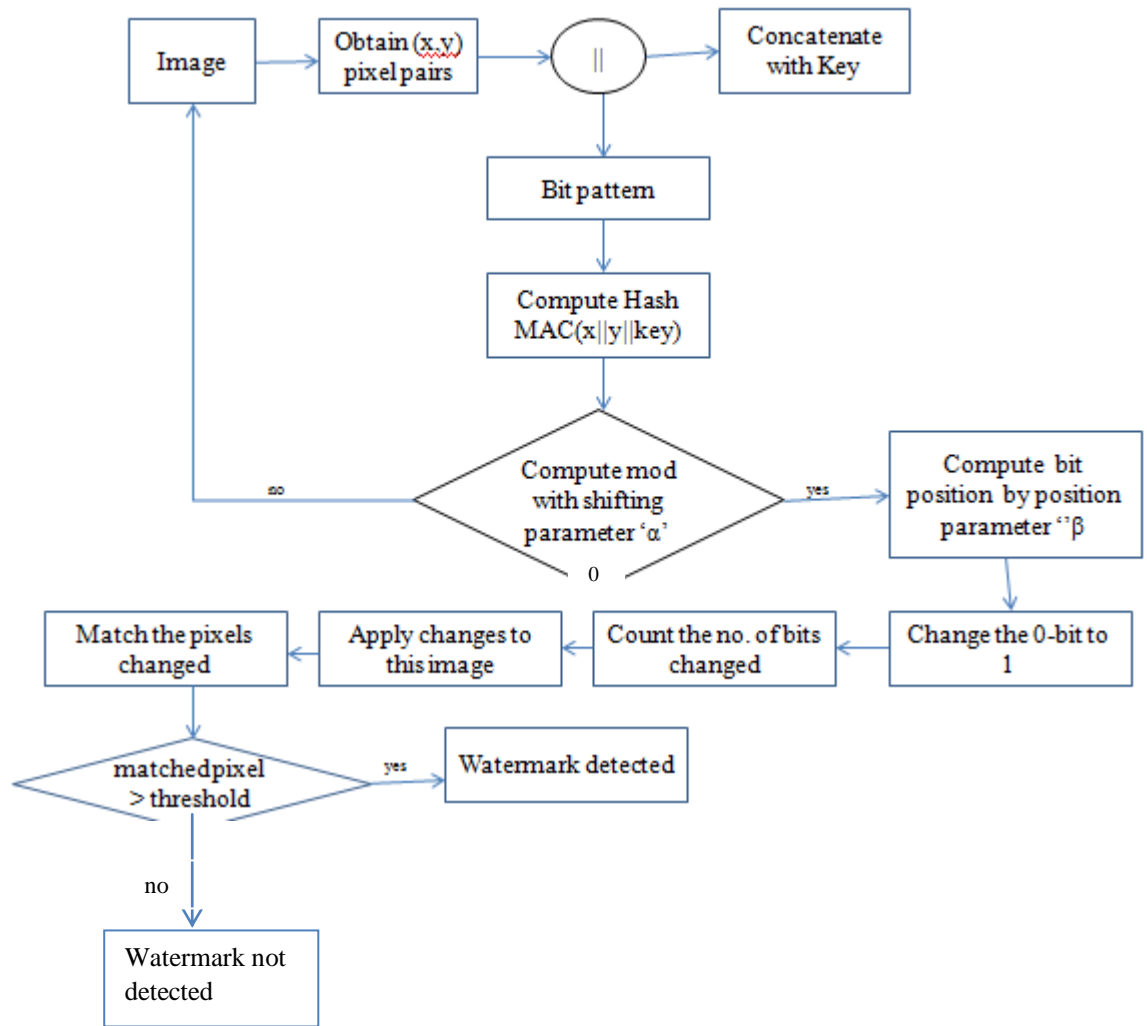 Image
Obtain (x,y)
pixel pairs
||
Concatenate
with Key
Bit pattern
Compute Hash
MAC(x||y||key)
Compute mod
with shifting
parameter ‘α’
0
no
yes
Compute bit
position by position
parameter ‘’β
Change the 0-bit to
1
Count the no. of bits
changed
Apply changes to
this image
Match the pixels
changed
matchedpixel
> threshold
yes
Watermark detected
no
Watermark not
detected